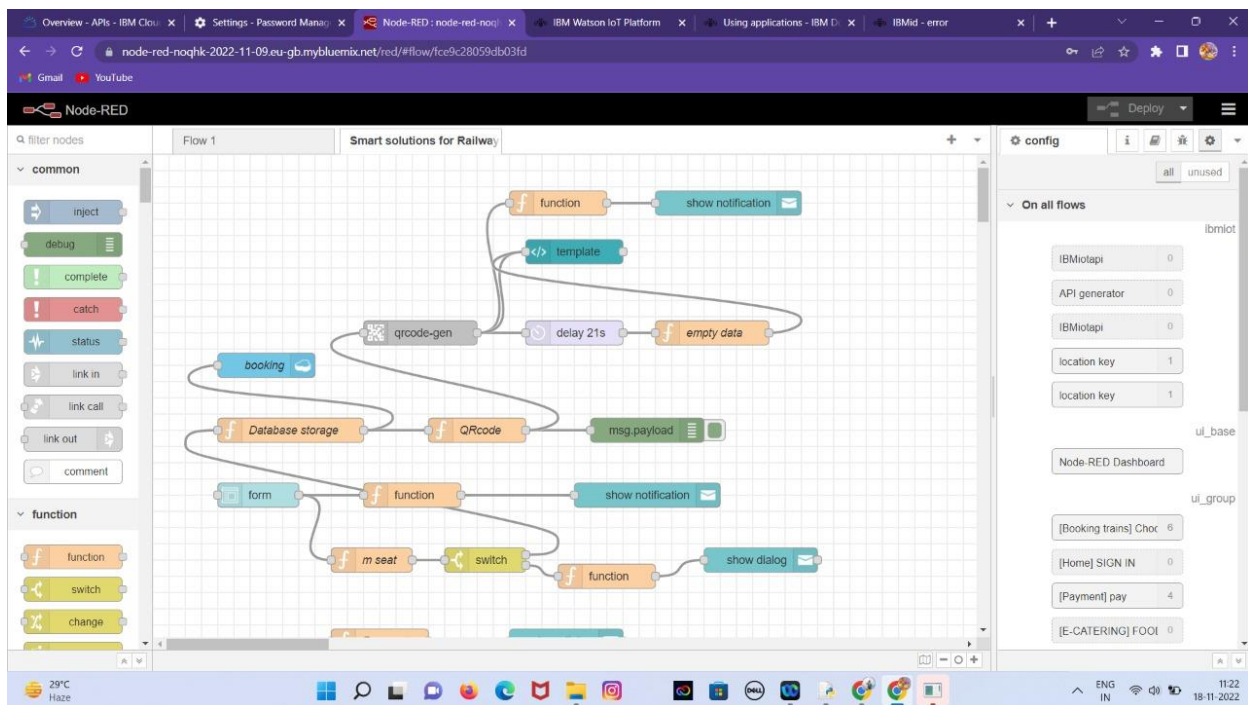 Overview - APIs - IBM Clou
Settings - Password Manag
Node-RED : node-red-noqh
IBM Watson IoT Platform
Using applications - IBM D
IBMid - error
node-red-noqhk-2022-11-09.eu-gb.mybluemix.net/red/#flow/fce9c28059db03fd
Gmail YouTube
Node-RED
Deploy
filter nodes
Flow 1
Smart solutions for Railway
config
all unused
common
inject
debug
complete
catch
status
link in
link call
link out
comment
function
function
switch
change
function
show notification
template
qrcode-gen
delay 21s
empty data
booking
Database storage
QRcode
msg.payload
form
function
show notification
m seat
switch
function
show dialog
On all flows
ibmiot
IBMiotapi 0
API generator 0
IBMiotapi 0
location key 1
location key 1
ui_base
Node-RED Dashboard
ui_group
[Booking trains] Choc 6
[Home] SIGN IN 0
[Payment] pay 4
[E-CATERING] FOOI 0
29°C
Haze
DELL
ENG
IN
11:22
18-11-2022